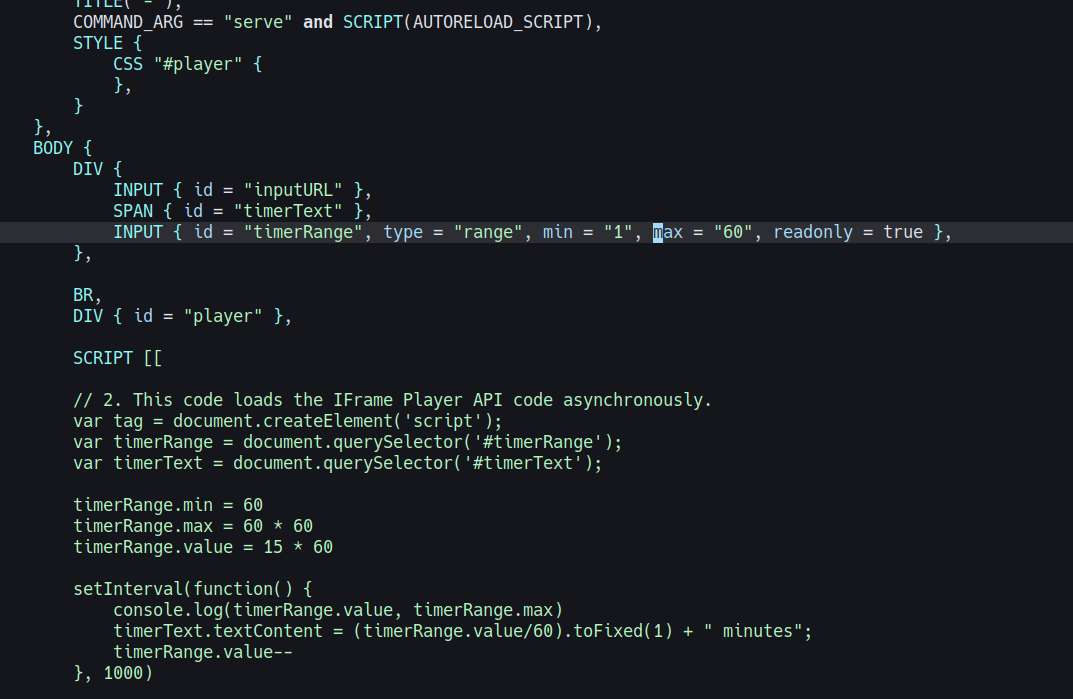 TITLE(" - "),
COMMAND_ARG == "serve" and SCRIPT(AUTORELOAD_SCRIPT),
STYLE {
CSS "#player" {
},
}
},
BODY {
DIV {
INPUT { id = "inputURL" },
SPAN { id = "timerText" },
INPUT { id = "timerRange", type = "range", min = "1", max = "60", readonly = true },
},
BR,
DIV { id = "player" },
SCRIPT [[
// 2. This code loads the IFrame Player API code asynchronously.
var tag = document.createElement('script');
var timerRange = document.querySelector('#timerRange');
var timerText = document.querySelector('#timerText');
timerRange.min = 60
timerRange.max = 60 * 60
timerRange.value = 15 * 60
setInterval(function() {
console.log(timerRange.value, timerRange.max)
timerText.textContent = (timerRange.value/60).toFixed(1) + " minutes";
timerRange.value--
}, 1000)